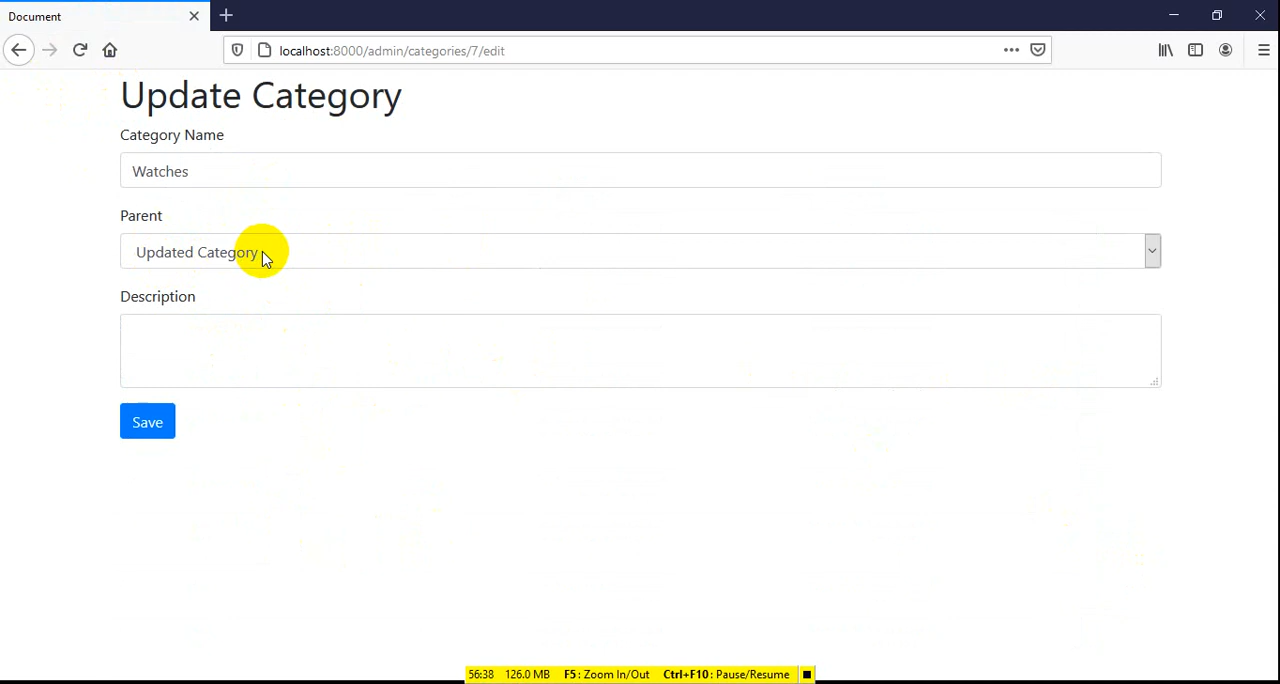 Document
localhost:8000/admin/categories/7/edit
Update Category
Category Name
Watches
Parent
Updated Category
Description
Save
56:38 126.0 MB F5: Zoom In/Out Ctrl+F10: Pause/Resume